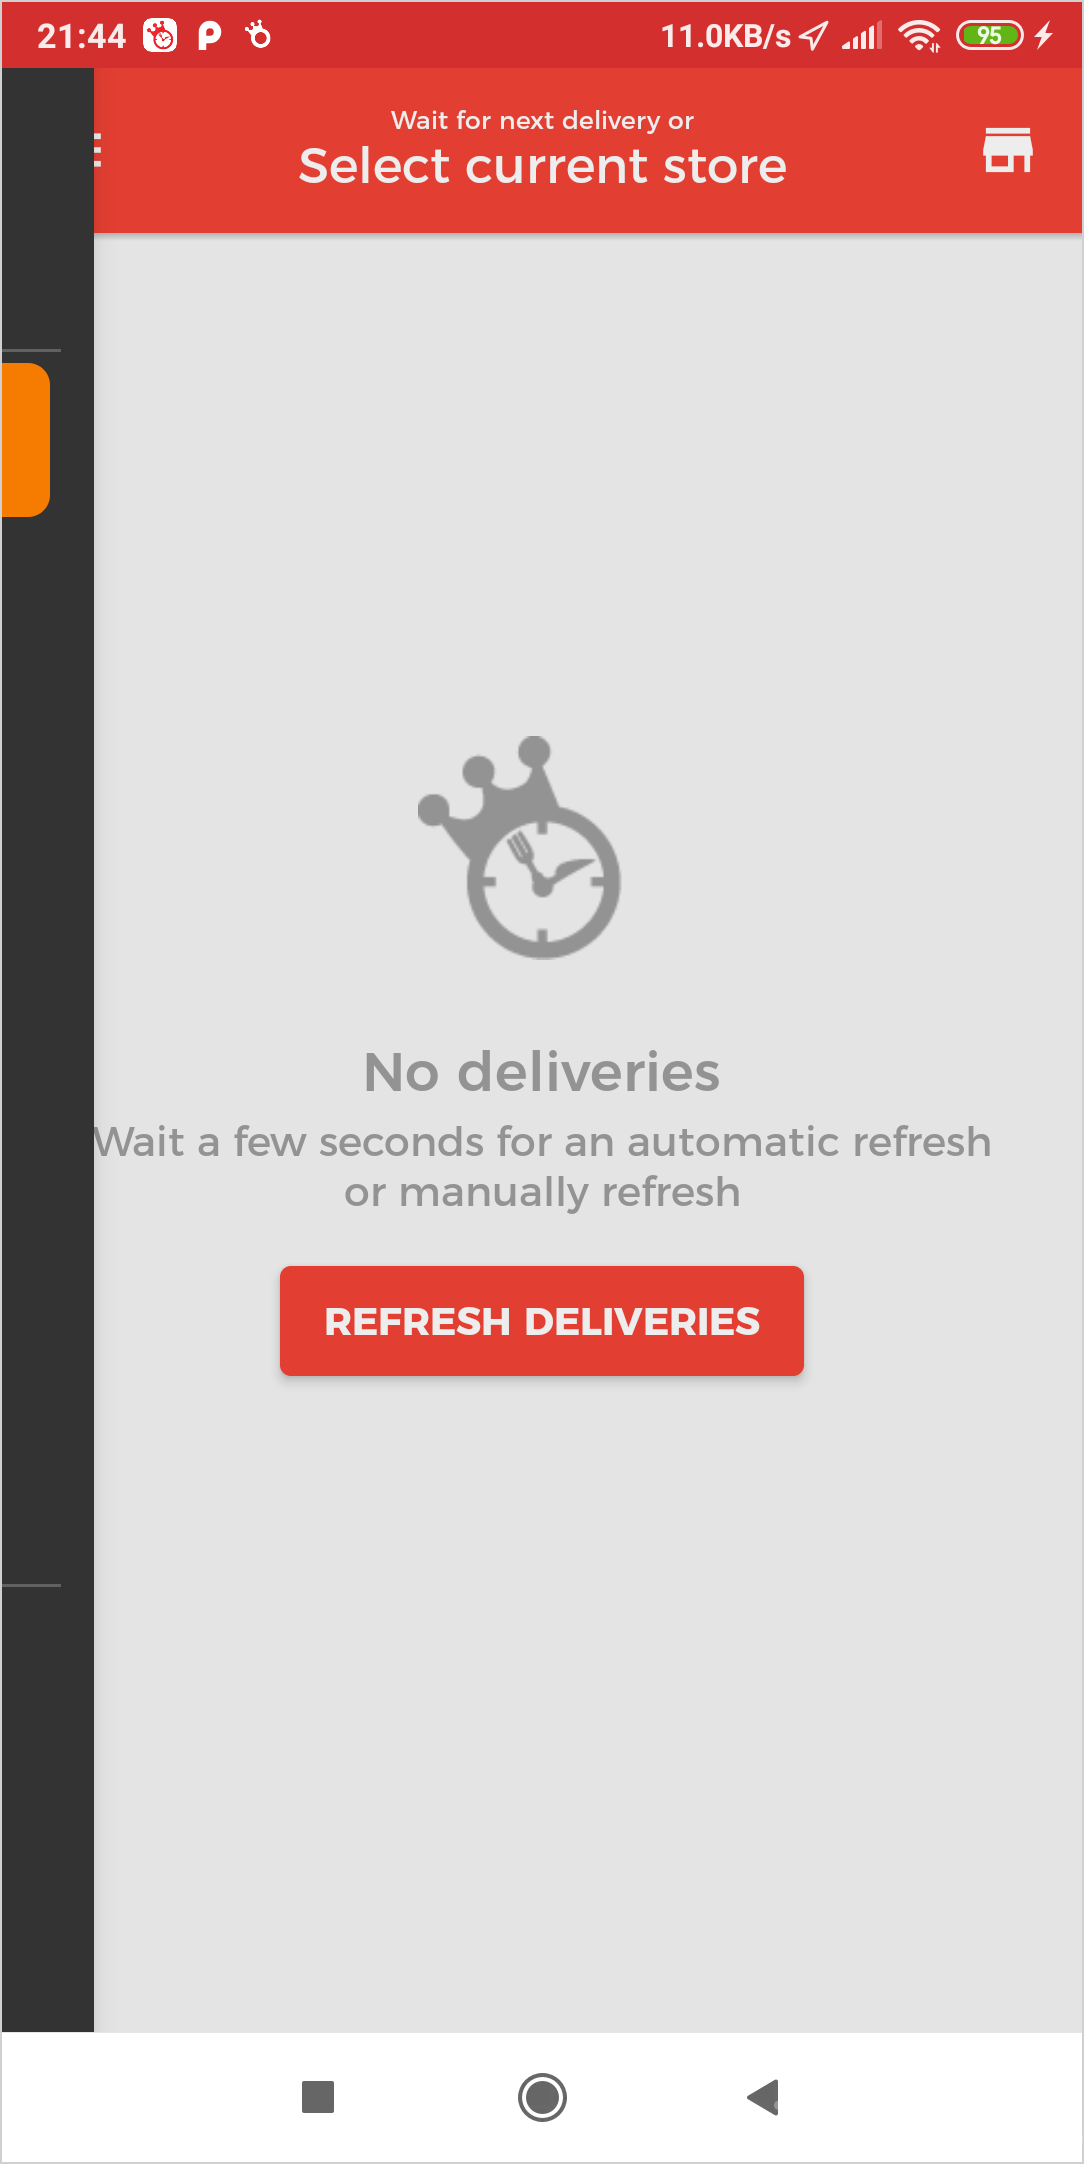 21:44
11.0KB/s
95
Wait for next delivery or
Select current store
No deliveries
Wait a few seconds for an automatic refresh
or manually refresh
REFRESH DELIVERIES